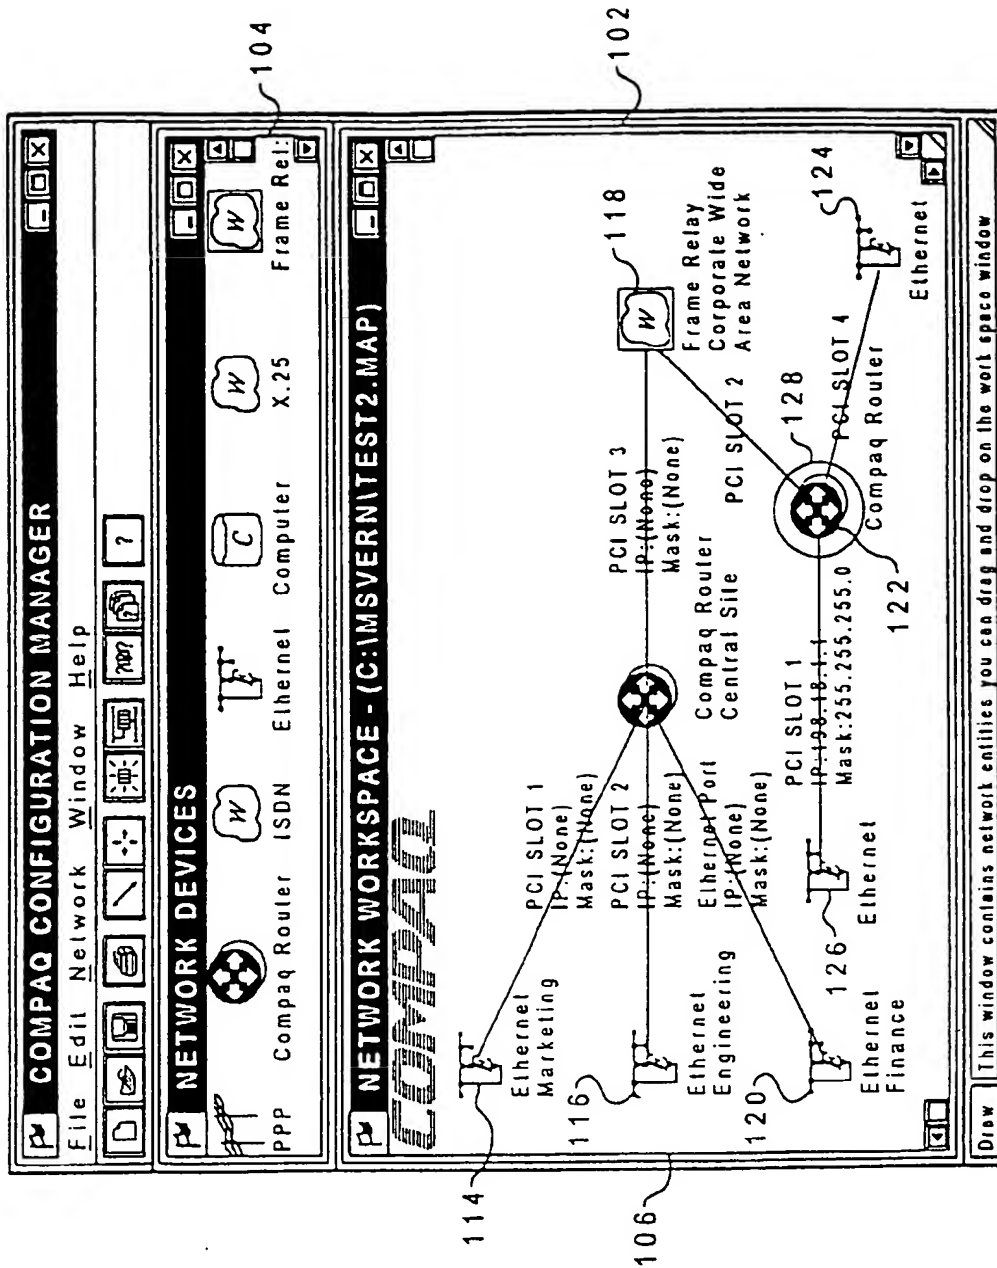 COMPAQ CONFIGURATION MANAGER
File Edit Network Window Help
?
NETWORK DEVICES
W
C
W
W
PPP
Compaq Router
ISDN
Ethernet
Computer
X.25
Frame Rel:
104
NETWORK WORKSPACE - (C:\MSVERN\TEST2.MAP)
COMPAQ
102
114
Ethernet
Marketing
PCI SLOT 1
IP:(None)
Mask:(None)
116
Ethernet
Engineering
PCI SLOT 2
IP:(None)
Mask:(None)
Compaq Router
Central Site
PCI SLOT 3
IP:(None)
Mask:(None)
W
118
Frame Relay
Corporate Wide
Area Network
106
120
Ethernet
Finance
Ethernet Port
IP:(None)
Mask:(None)
PCI SLOT 2
126
Ethernet
PCI SLOT 1
Mask:255.255.255.0
122
128
PCI SLOT 4
Compaq Router
124
Ethernet
Draw
This window contains network entities you can drag and drop on the work space window